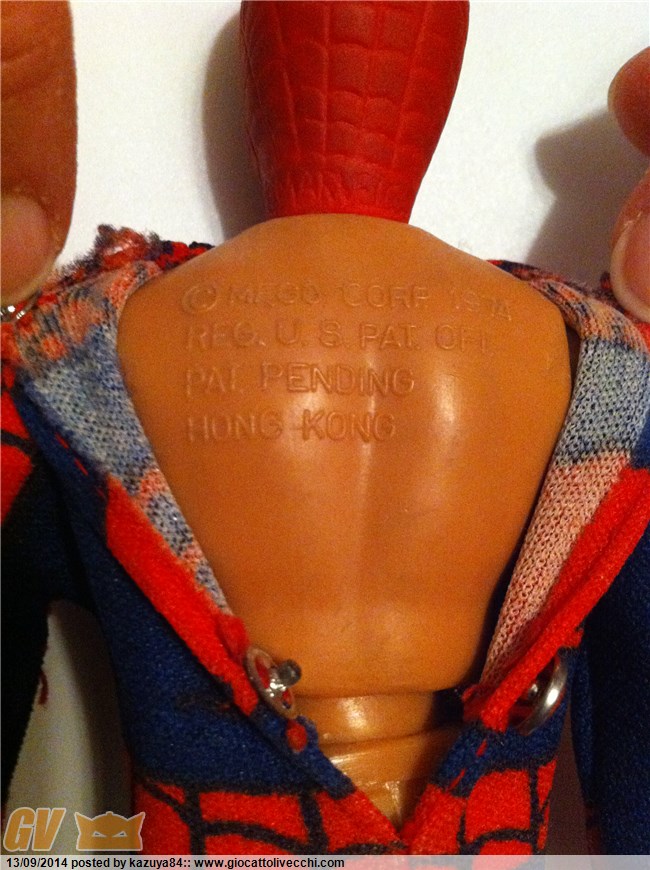 © MEGO CORP 1974
REG. U. S. PAT. OFF.
PAT. PENDING
HONG KONG
GV
13/09/2014 posted by kazuya84:: www.giocattolivecchi.com